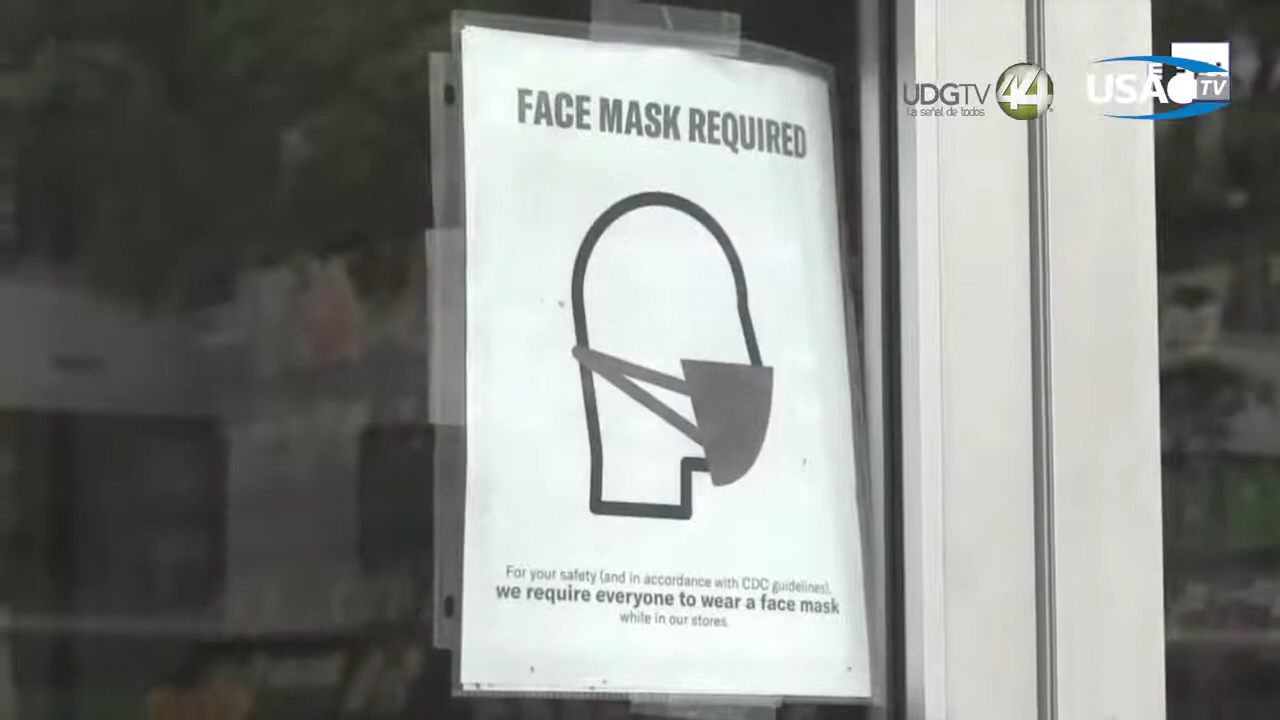 FACE MASK REQUIRED
For your safety (and in accordance with CDC guidelines),
we require everyone to wear a face mask
while in our stores.
UDGTV 44
La señal de todos
USA TV